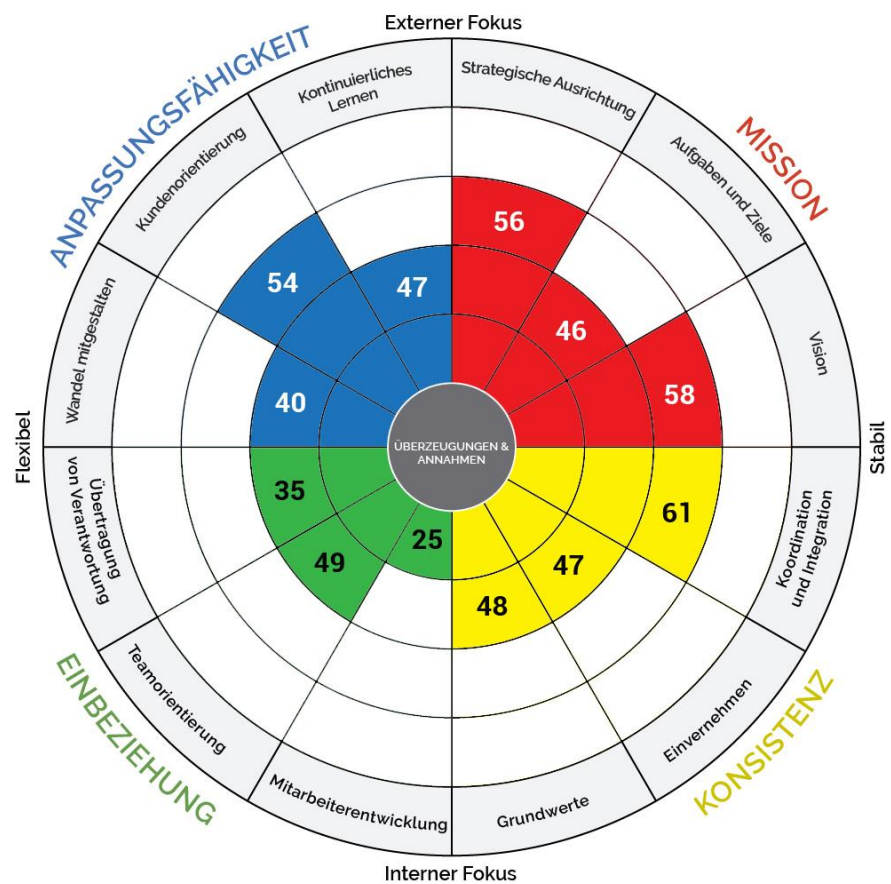 Externer Fokus
ANPASSUNGSFÄHIGKEIT
MISSION
Kontinuierliches
Lernen
Strategische Ausrichtung
Kundenorientierung
Aufgaben und Ziele
Wandel mitgestalten
Vision
56
54
47
46
58
40
Flexibel
Stabil
ÜBERZEUGUNGEN &
ANNAHMEN
35
25
61
49
47
48
Übertragung
von Verantwortung
Koordination
und Integration
Teamorientierung
Einvernehmen
Mitarbeiterentwicklung
Grundwerte
EINBEZIEHUNG
KONSISTENZ
Interner Fokus